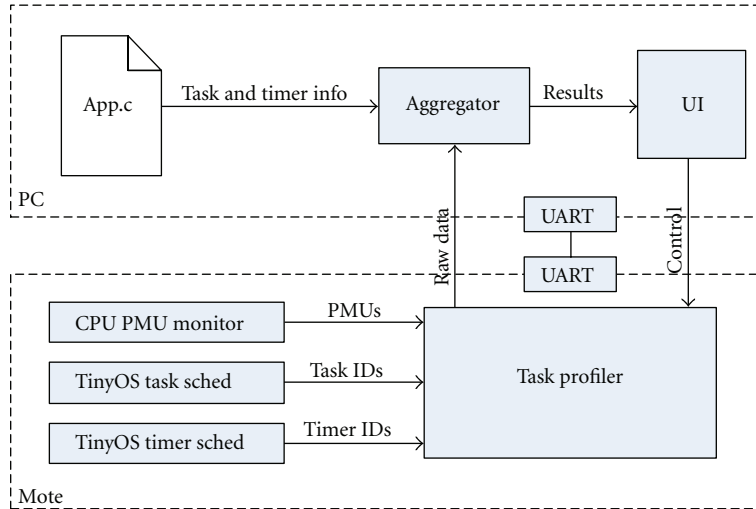 App.c
Task and timer info
Aggregator
Results
UI
PC
Raw data
UART
UART
Control
CPU PMU monitor
PMUs
TinyOS task sched
Task IDs
Task profiler
TinyOS timer sched
Timer IDs
Mote